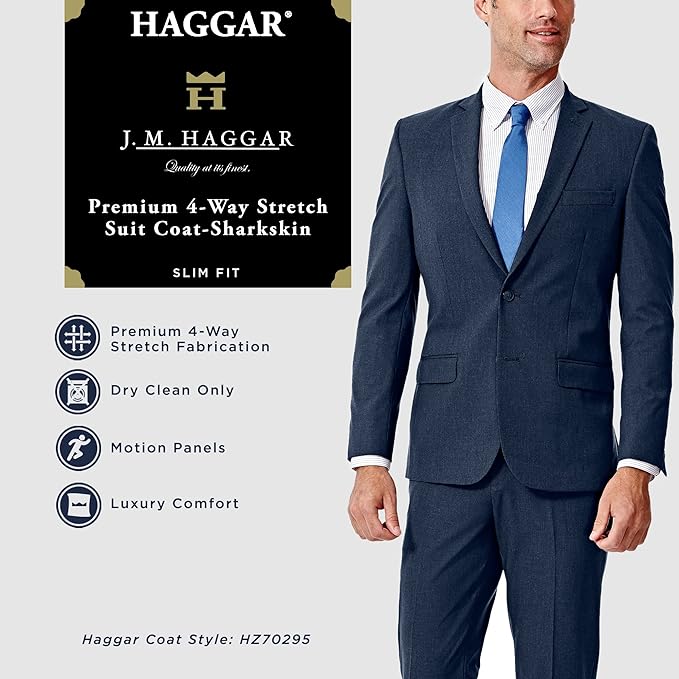 HAGGAR®
H
J. M. HAGGAR
Quality at its finest.
Premium 4-Way Stretch
Suit Coat-Sharkskin
SLIM FIT
Premium 4-Way
Stretch Fabrication
Dry Clean Only
Motion Panels
Luxury Comfort
Haggar Coat Style: HZ70295